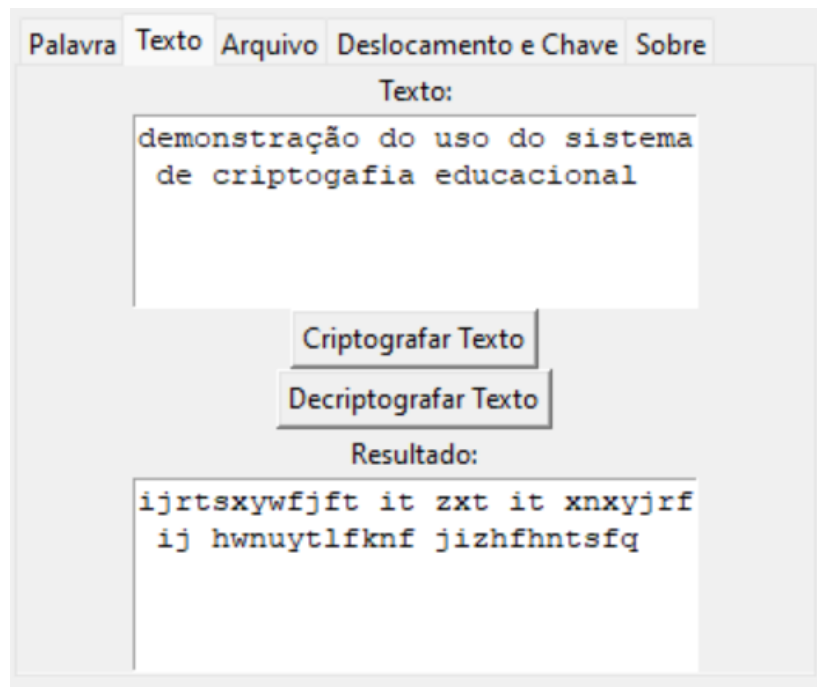 Palavra Texto Arquivo Deslocamento e Chave Sobre
Texto:
demonstração do uso do sistema
de criptogafia educacional
Criptografar Texto
Decriptografar Texto
Resultado:
ijrtsxywfjft it zxt it xnxyjrf
ij hwnuytlfknf jizhfhntsfq